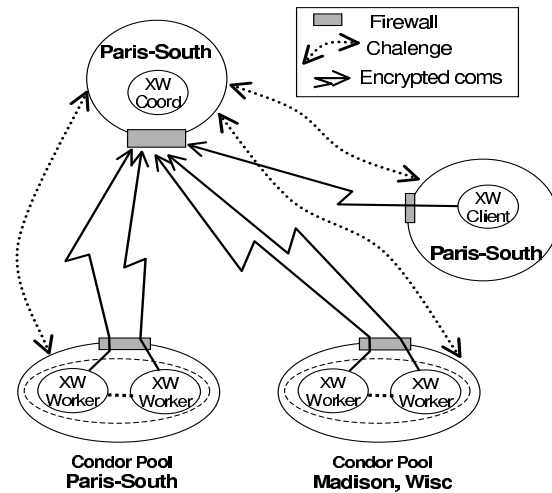 Firewall
Chalenge
Encrypted coms
Paris-South
XW
Coord
XW
Client
Paris-South
XW
Worker
XW
Worker
XW
Worker
XW
Worker
Condor Pool
Paris-South
Condor Pool
Madison, Wisc